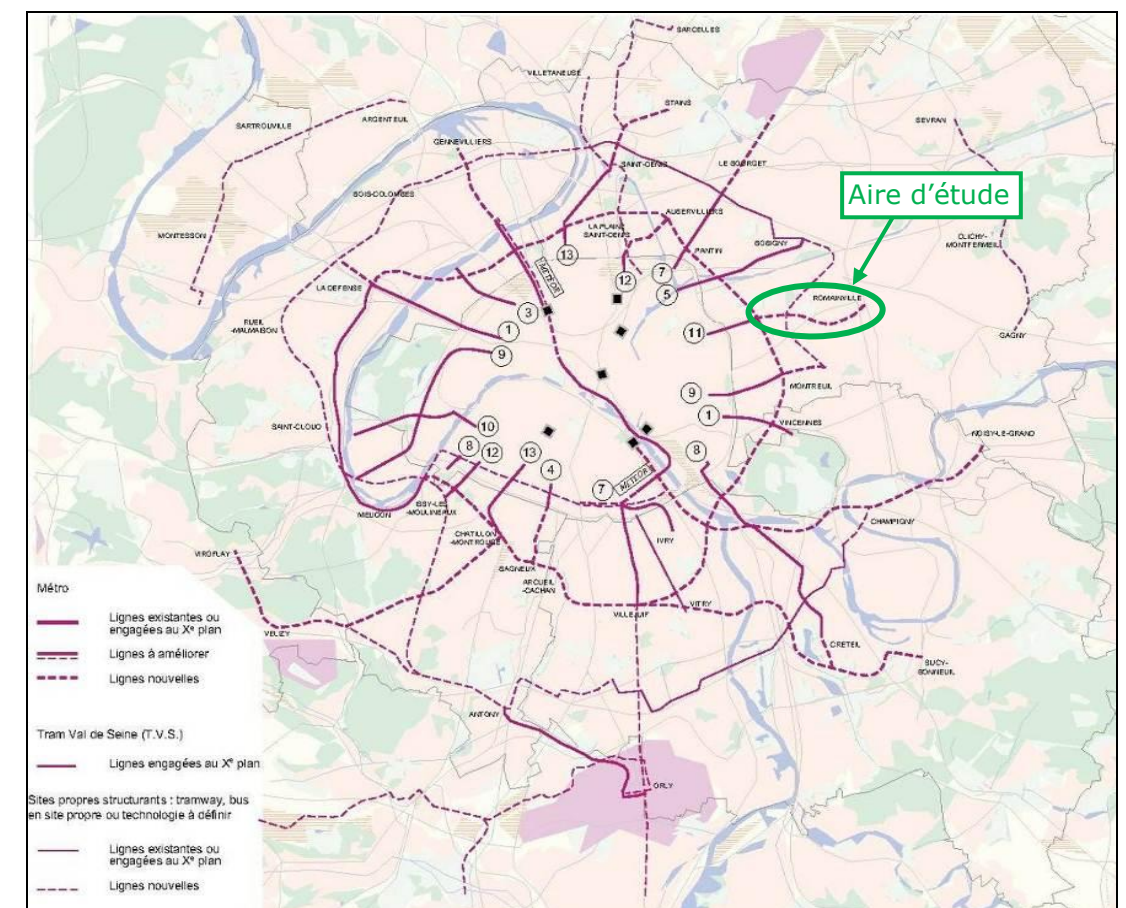 SARCELLES
VILLETANEUSE
STAINS
SARTROUVILLE
ARGENTEUIL
SEVRAN
GENNEVILLIERS
SAINT-DENIS
LE BOURGET
Aire d'étude
BOIS-COLOMBES
AUBERVILLIERS
LA PLAINE
SAINT-DENIS
MONTESSON
PANTIN
BOBIGNY
CLICHY-
MONTFERMEIL
13
METEOR
12
7
5
LA DEFENSE
ROMAINVILLE
3
1
11
RUEIL
-MALMAISON
GAGNY
9
9
MONTREUIL
1
VINCENNES
SAINT-CLOUD
10
NOISY-LE-GRAND
8
12
13
4
8
7
METEOR
MEUDON
ISSY-LES
-MOULINEAUX
CHAMPIGNY
CHATILLON
-MONTROUGE
IVRY
VIROFLAY
BAGNEUX
ARCUEIL
-CACHAN
VITRY
VILLEJUIF
VELIZY
CRETEIL
SUCY-
BONNEUIL
ANTONY
ORLY
Métro
Lignes existantes ou
engagées au Xe plan
Lignes à améliorer
Lignes nouvelles
Tram Val de Seine (T.V.S.)
Lignes engagées au Xe plan
Sites propres structurants : tramway, bus
en site propre ou technologie à définir
Lignes existantes ou
engagées au Xe plan
Lignes nouvelles